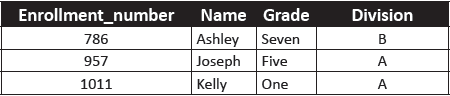 Enrollment_number Name Grade Division
786 Ashley Seven B
957 Joseph Five A
1011 Kelly One A